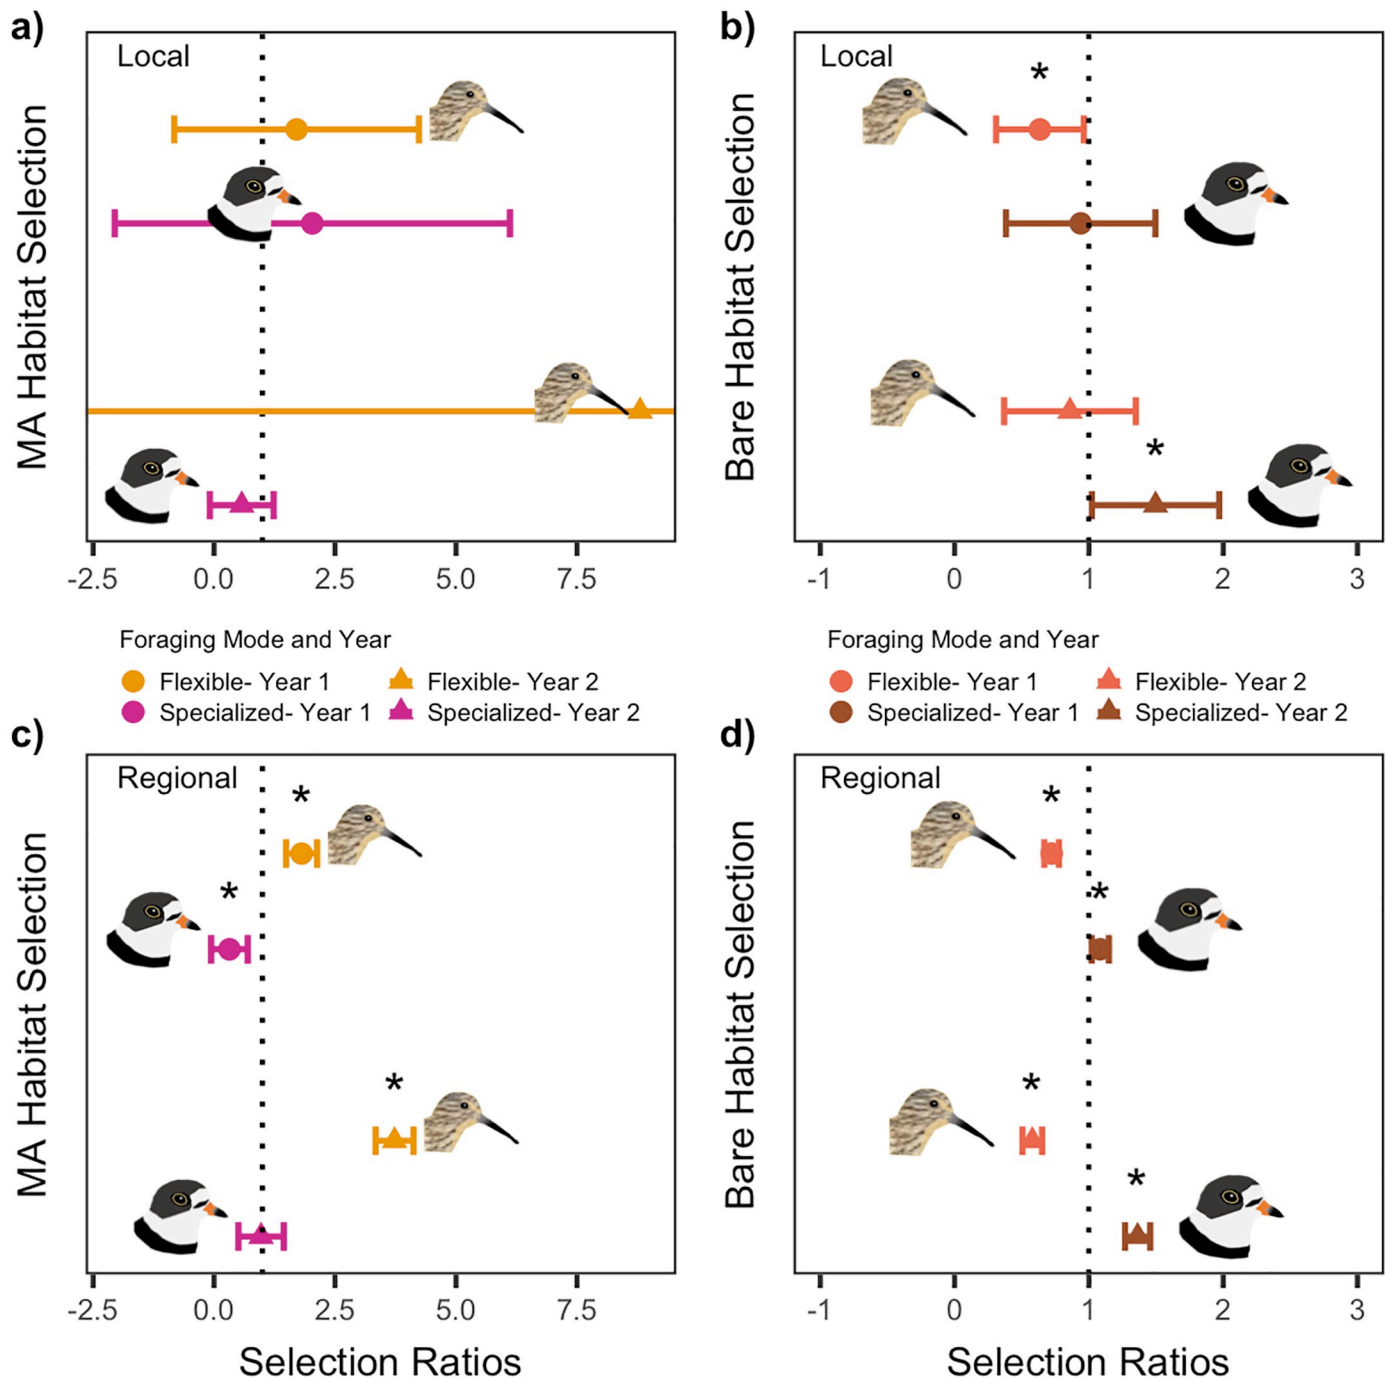 a)
Local
MA Habitat Selection
-2.5 0.0 2.5 5.0 7.5
b)
Local
*
*
Bare Habitat Selection
-1 0 1 2 3
Foraging Mode and Year
Flexible- Year 1 Flexible- Year 2
Specialized- Year 1 Specialized- Year 2
Foraging Mode and Year
Flexible- Year 1 Flexible- Year 2
Specialized- Year 1 Specialized- Year 2
c)
Regional
*
*
*
MA Habitat Selection
-2.5 0.0 2.5 5.0 7.5
Selection Ratios
d)
Regional
*
*
*
*
Bare Habitat Selection
-1 0 1 2 3
Selection Ratios